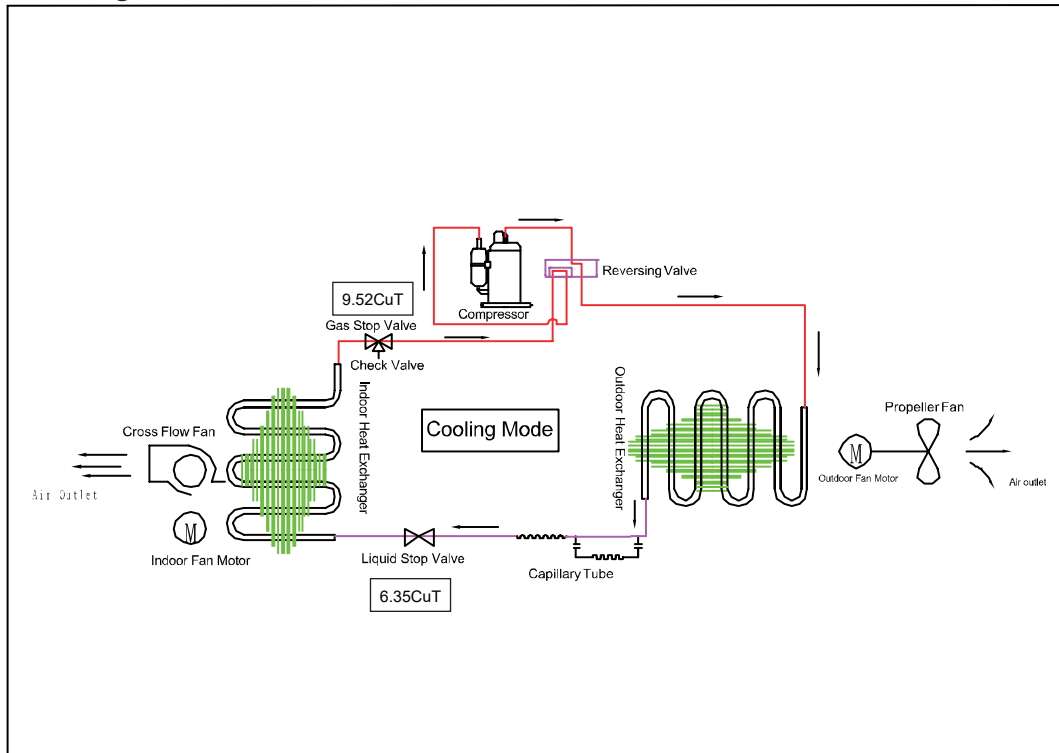 Reversing Valve
9.52CuT
Compressor
Gas Stop Valve
Check Valve
Indoor Heat Exchanger
Outdoor Heat Exchanger
Cooling Mode
Propeller Fan
Cross Flow Fan
M
Outdoor Fan Motor
Air outlet
Air Outlet
M
Indoor Fan Motor
Liquid Stop Valve
Capillary Tube
6.35CuT